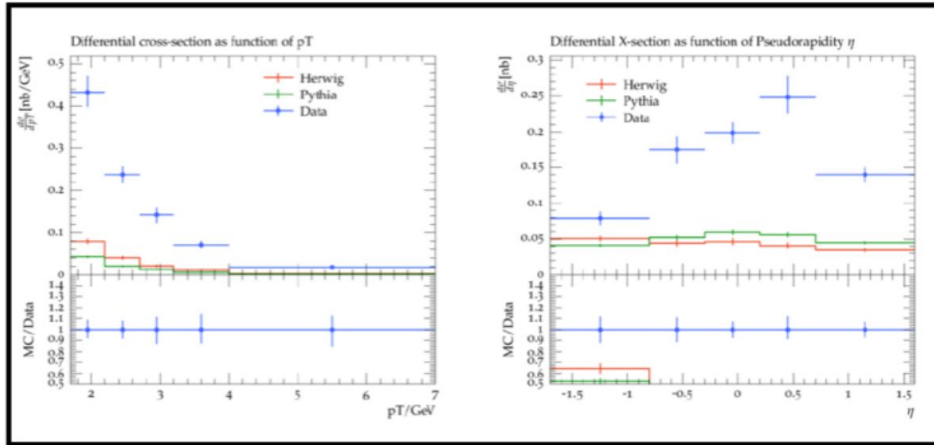 Differential cross-section as function of pT
dσ/dpT [nb/GeV]
0.5
0.4
0.3
0.2
0.1
0
Herwig
Pythia
Data
MC/Data
1.4
1.3
1.2
1.1
1
0.9
0.8
0.7
0.6
0.5
2 3 4 5 6 7
pT/GeV
Differential X-section as function of Pseudorapidity η
dσ/dη [nb]
0.3
0.25
0.2
0.15
0.1
0.05
0
Herwig
Pythia
Data
MC/Data
1.4
1.3
1.2
1.1
1
0.9
0.8
0.7
0.6
0.5
-1.5 -1 -0.5 0 0.5 1 1.5
η